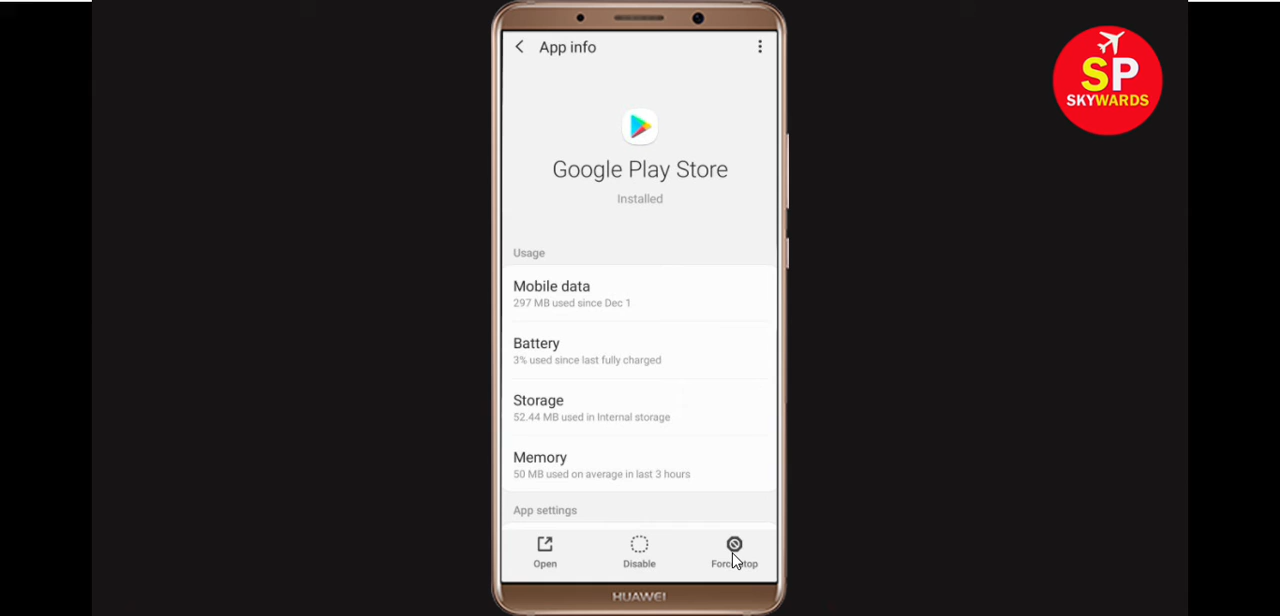 App info
SP
SKYWARDS
Google Play Store
Installed
Usage
Mobile data
297 MB used since Dec 1
Battery
3% used since last fully charged
Storage
52.44 MB used in Internal storage
Memory
50 MB used on average in last 3 hours
App settings
Open
Disable
Force stop
HUAWEI